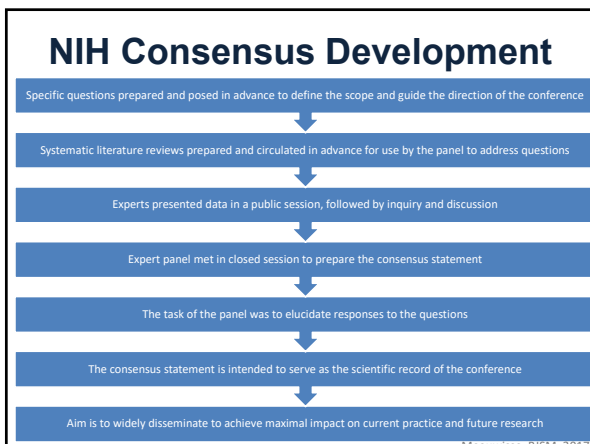 NIH Consensus Development
Specific questions prepared and posed in advance to define the scope and guide the direction of the conference
Systematic literature reviews prepared and circulated in advance for use by the panel to address questions
Experts presented data in a public session, followed by inquiry and discussion
Expert panel met in closed session to prepare the consensus statement
The task of the panel was to elucidate responses to the questions
The consensus statement is intended to serve as the scientific record of the conference
Aim is to widely disseminate to achieve maximal impact on current practice and future research
BJSM, 2013